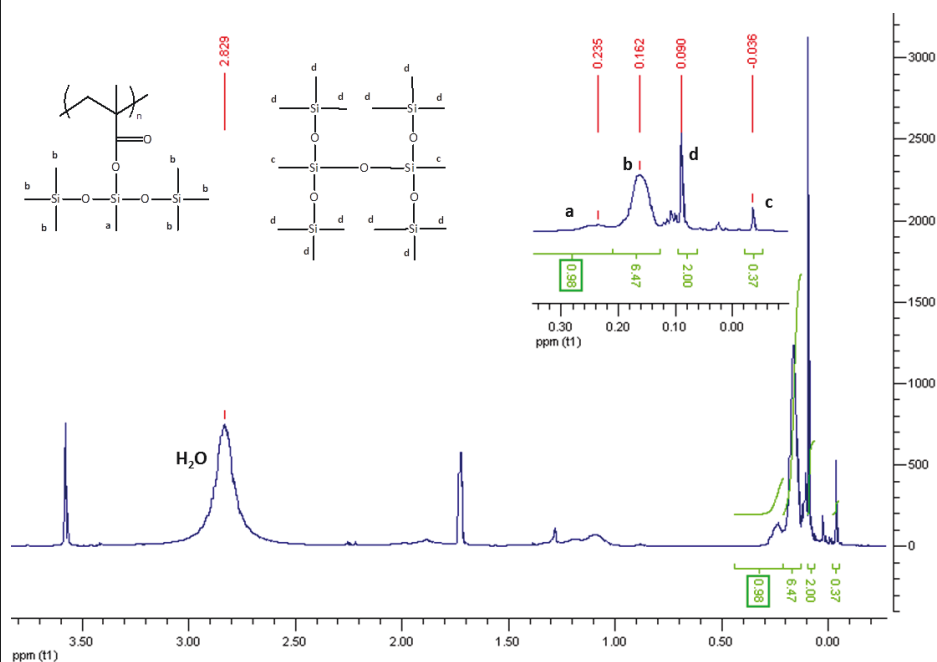 2.829
0.235
0.162
0.090
-0.036
3000
2500
2000
1500
1000
500
0
n
O
O
b
b
b
b
b
b
Si
O
Si
O
Si
a
d
d
d
d
d
d
Si
Si
O
O
c
Si
O
Si
c
O
O
d
d
d
d
Si
Si
d
d
a
b
d
c
0.98
6.47
2.00
0.37
0.30
0.20
0.10
0.00
ppm (t1)
H2O
0.98
6.47
2.00
0.37
3.50
3.00
2.50
2.00
1.50
1.00
0.50
0.00
ppm (t1)